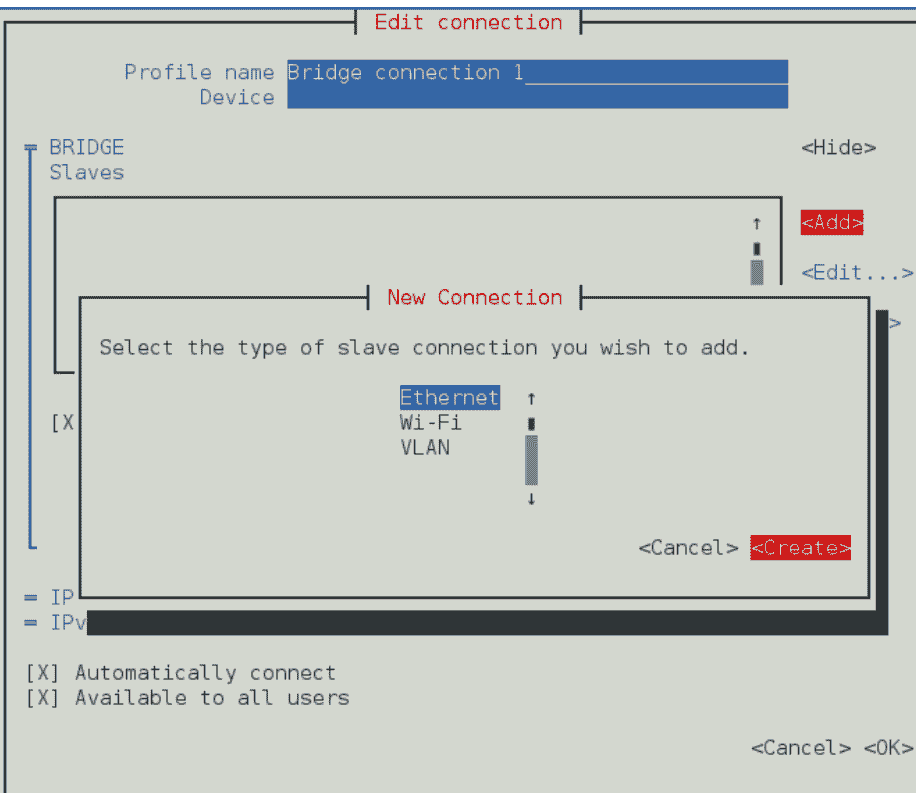 Edit connection
Profile name Bridge connection 1
Device
BRIDGE <Hide>
Slaves
<Add>
<Edit...>
New Connection
>
Select the type of slave connection you wish to add.
Ethernet
Wi-Fi
[X
VLAN
<Cancel> <Create>
IP
IPv
[X] Automatically connect
[X] Available to all users
<Cancel> <OK>